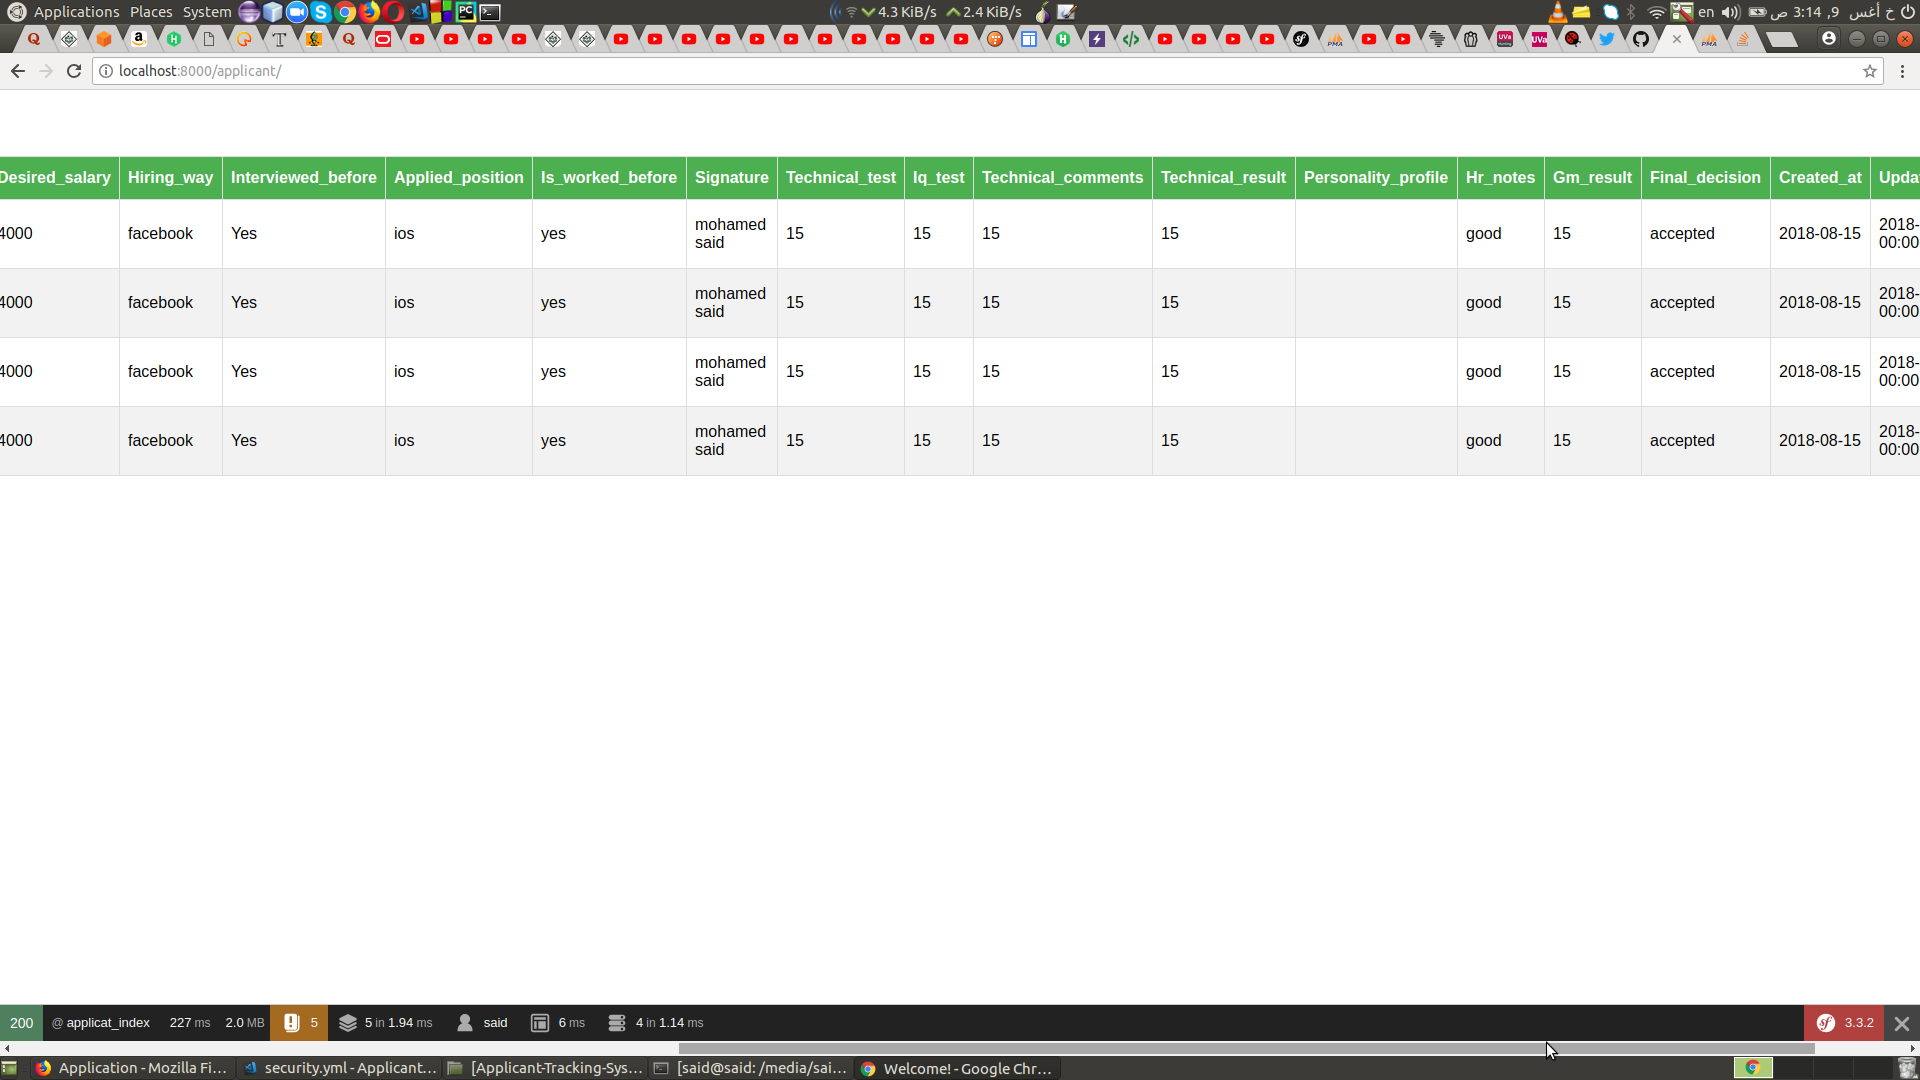 Applications Places System 4.3 KiB/s 2.4 KiB/s en خ أغس 9, 3:14 ص
localhost:8000/applicant/
Desired_salary Hiring_way Interviewed_before Applied_position Is_worked_before Signature Technical_test Iq_test Technical_comments Technical_result Personality_profile Hr_notes Gm_result Final_decision Created_at Upda
4000 facebook Yes ios yes mohamed said 15 15 15 15 good 15 accepted 2018-08-15 2018- 00:00
4000 facebook Yes ios yes mohamed said 15 15 15 15 good 15 accepted 2018-08-15 2018- 00:00
4000 facebook Yes ios yes mohamed said 15 15 15 15 good 15 accepted 2018-08-15 2018- 00:00
4000 facebook Yes ios yes mohamed said 15 15 15 15 good 15 accepted 2018-08-15 2018- 00:00
200 @ applicat_index 227 ms 2.0 MB 5 5 in 1.94 ms said 6 ms 4 in 1.14 ms 3.3.2
Application - Mozilla Fi... security.yml - Applicant... [Applicant-Tracking-Sys... [said@said: /media/sai... Welcome! - Google Chr...